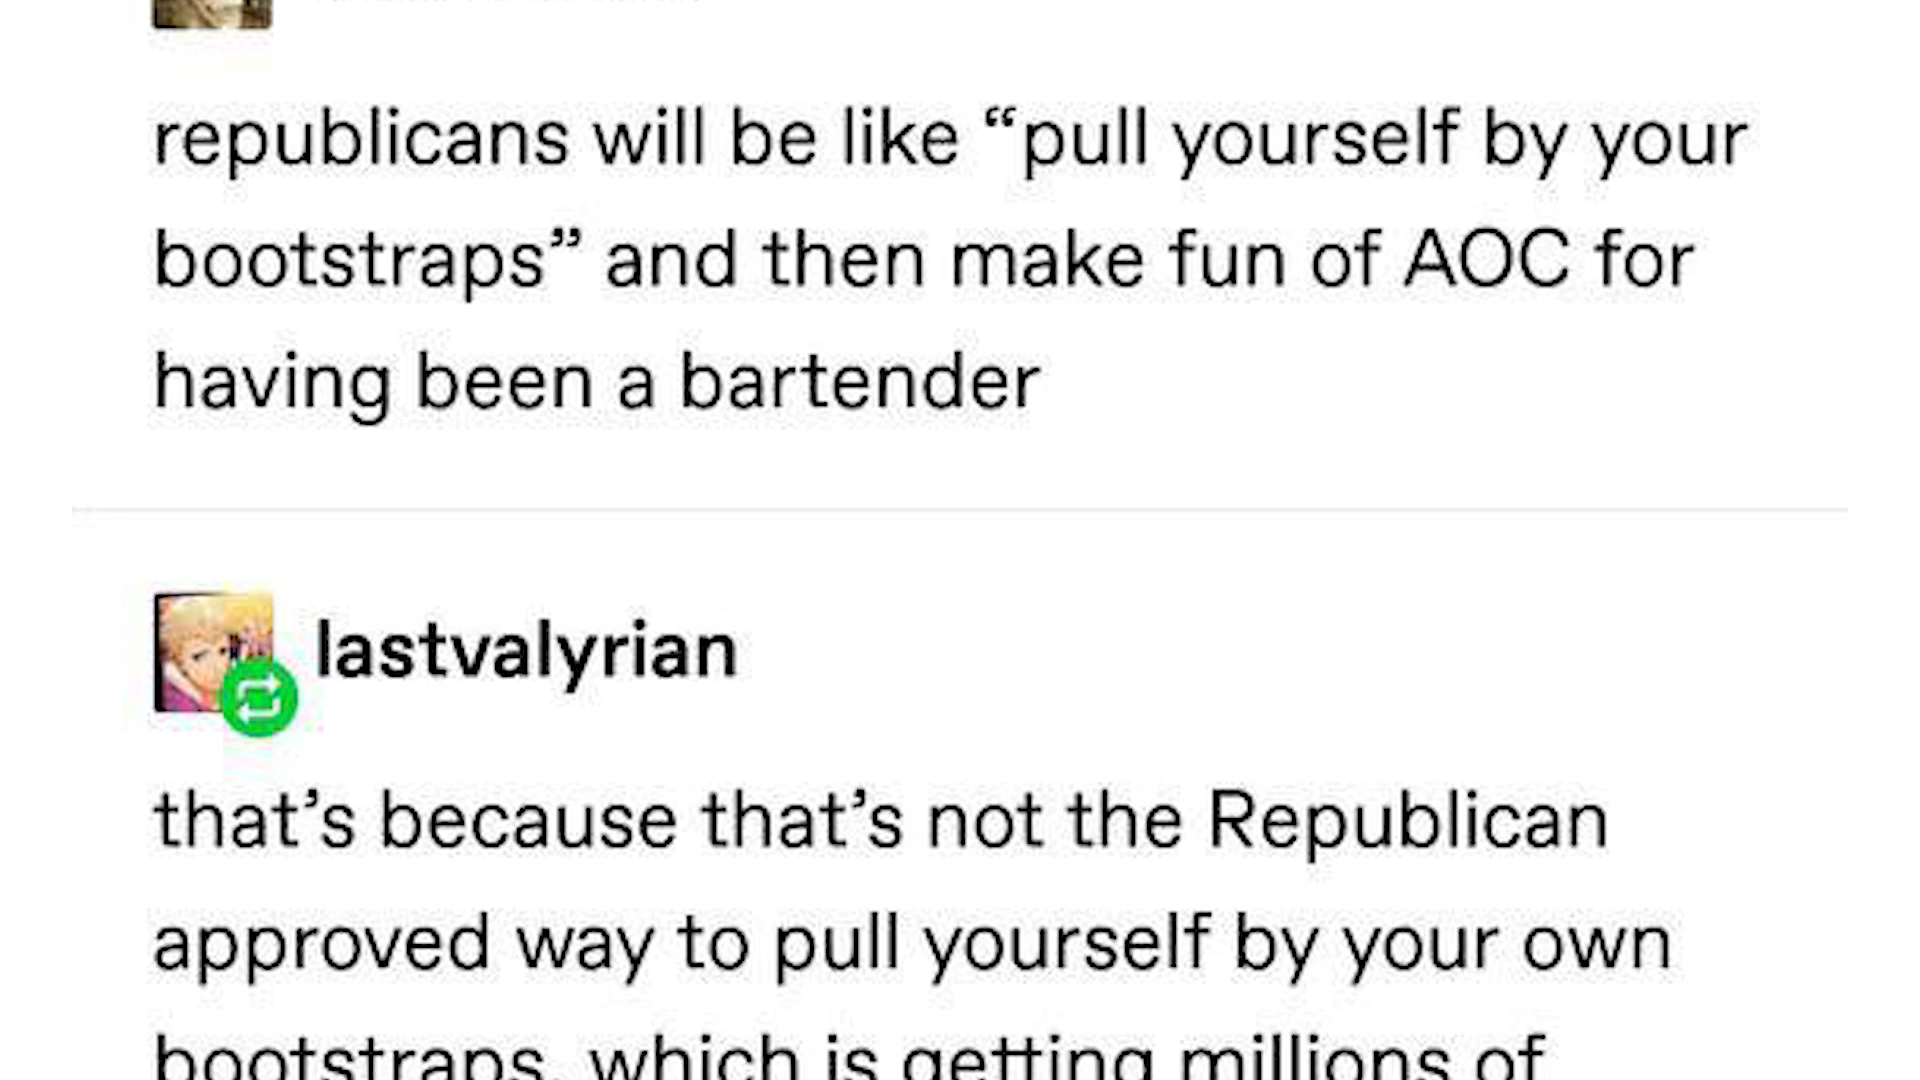 republicans will be like “pull yourself by your
bootstraps” and then make fun of AOC for
having been a bartender
lastvalyrian
that’s because that’s not the Republican
approved way to pull yourself by your own
bootstraps, which is getting millions of